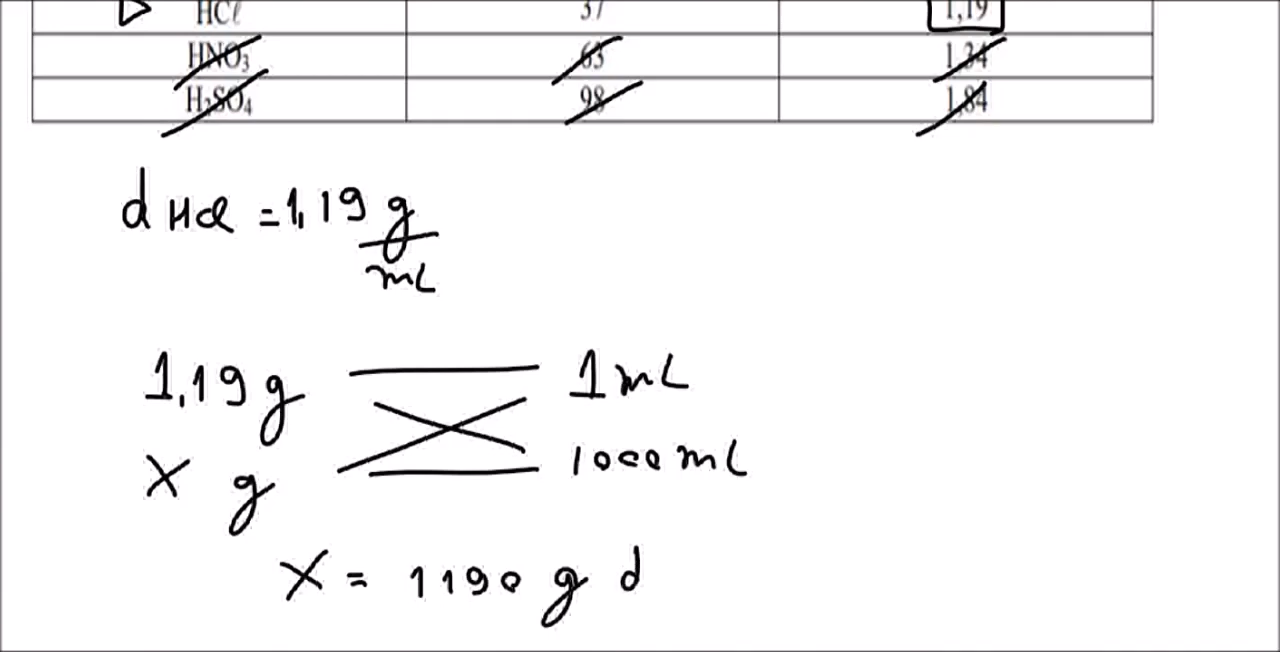 HCℓ 37 1,19
HNO₃ 63 1,34
H₂SO₄ 98 1,84
d HCl = 1,19 g/mL
1,19 g 1 mL
X g 1000 mL
X = 1190 g d